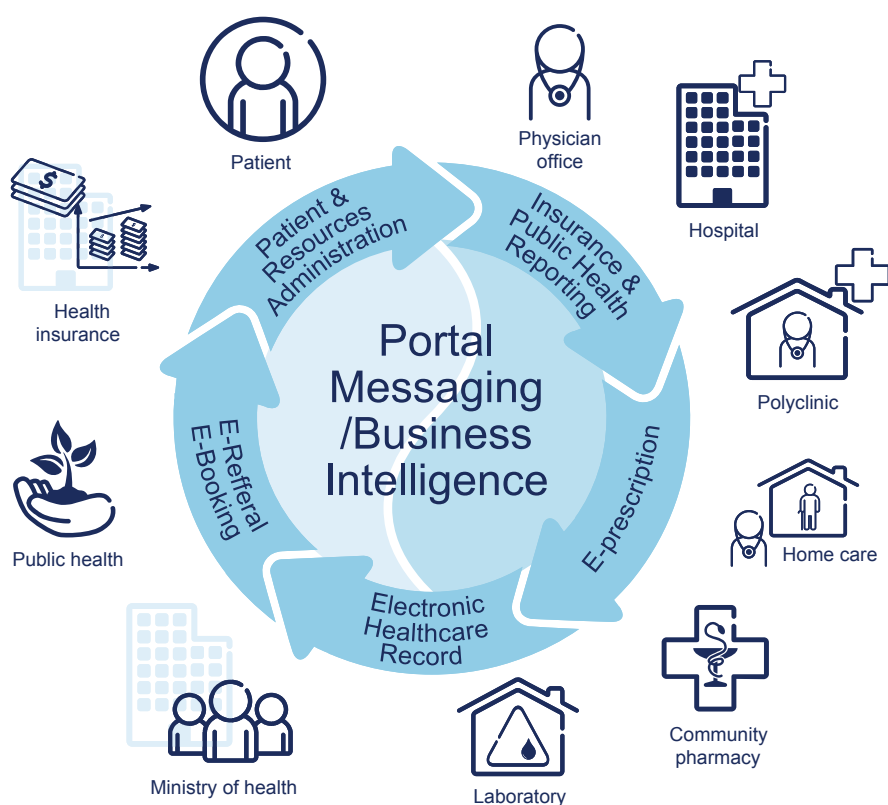 Patient
Physician
office
Hospital
Polyclinic
Home care
Community
pharmacy
Laboratory
Ministry of health
Public health
Health
insurance
$
Patient &
Resources
Administration
Insurance &
Public Health
Reporting
E-prescription
Electronic
Healthcare
Record
E-Refferal
E-Booking
Portal
Messaging
/Business
Intelligence